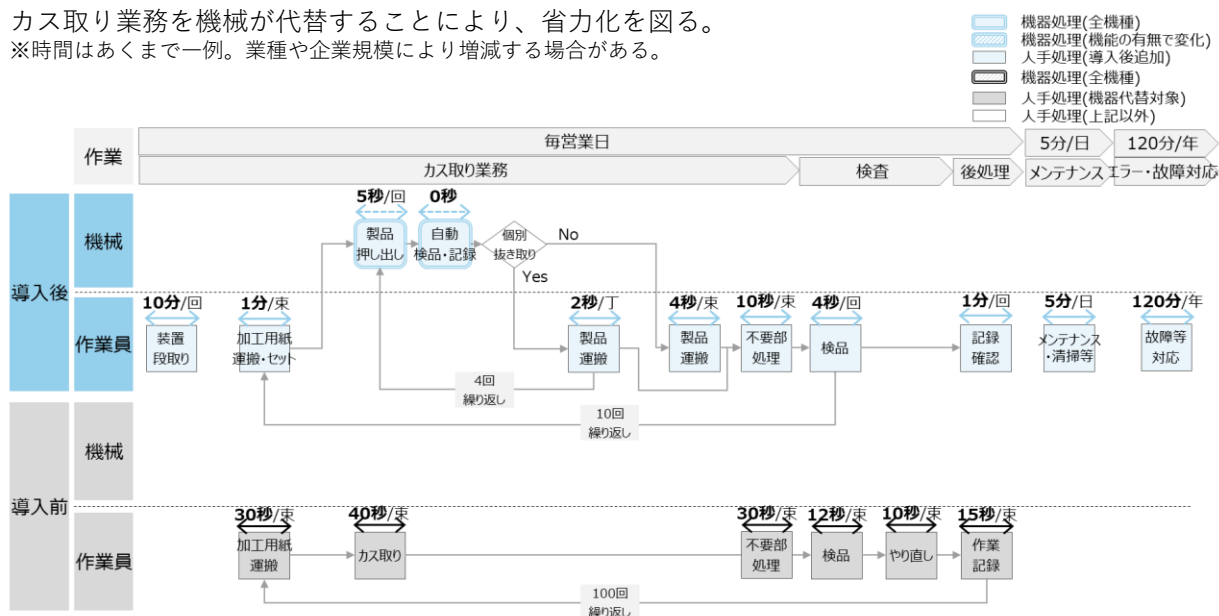 カス取り業務を機械が代替することにより、省力化を図る。
※時間はあくまで一例。業種や企業規模により増減する場合がある。
機器処理(全機種)
機器処理(機能の有無で変化)
人手処理(導入後追加)
機器処理(全機種)
人手処理(機器代替対象)
人手処理(上記以外)
作業
毎営業日
5分/日
120分/年
カス取り業務
検査
後処理
メンテナンス
エラー・故障対応
導入後
機械
5秒/回
0秒
製品
押し出し
自動
検品・記録
個別
抜き取り
No
Yes
作業員
10分/回
1分/束
2秒/丁
4秒/束
10秒/束
4秒/回
1分/回
5分/日
120分/年
装置
段取り
加工用紙
運搬・セット
製品
運搬
製品
運搬
不要部
処理
検品
記録
確認
メンテナンス
・清掃等
故障等
対応
4回
繰り返し
10回
繰り返し
導入前
機械
作業員
30秒/束
40秒/束
30秒/束
12秒/束
10秒/束
15秒/束
加工用紙
運搬
カス取り
不要部
処理
検品
やり直し
作業
記録
100回
繰り返し